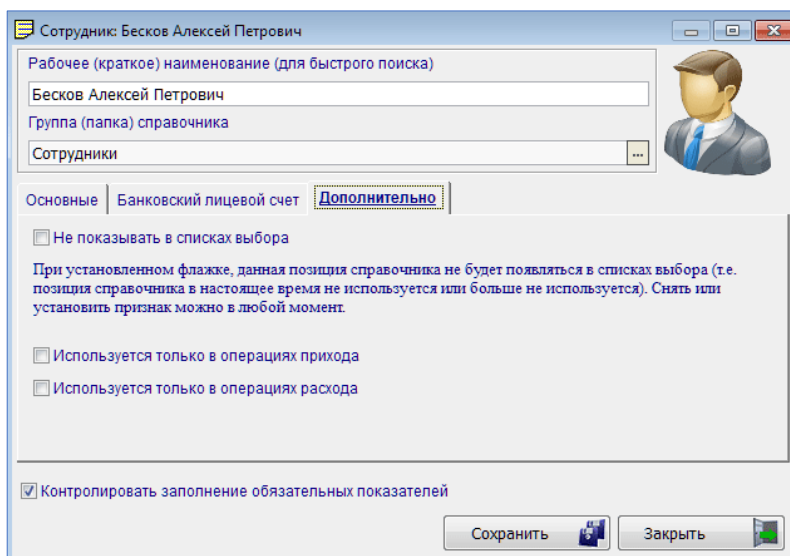 Сотрудник: Бесков Алексей Петрович
Рабочее (краткое) наименование (для быстрого поиска)
Бесков Алексей Петрович
Группа (папка) справочника
Сотрудники
...
Основные Банковский лицевой счет Дополнительно
Не показывать в списках выбора
При установленном флажке, данная позиция справочника не будет появляться в списках выбора (т.е.
позиция справочника в настоящее время не используется или больше не используется). Снять или
установить признак можно в любой момент.
Используется только в операциях прихода
Используется только в операциях расхода
Контролировать заполнение обязательных показателей
Сохранить Закрыть